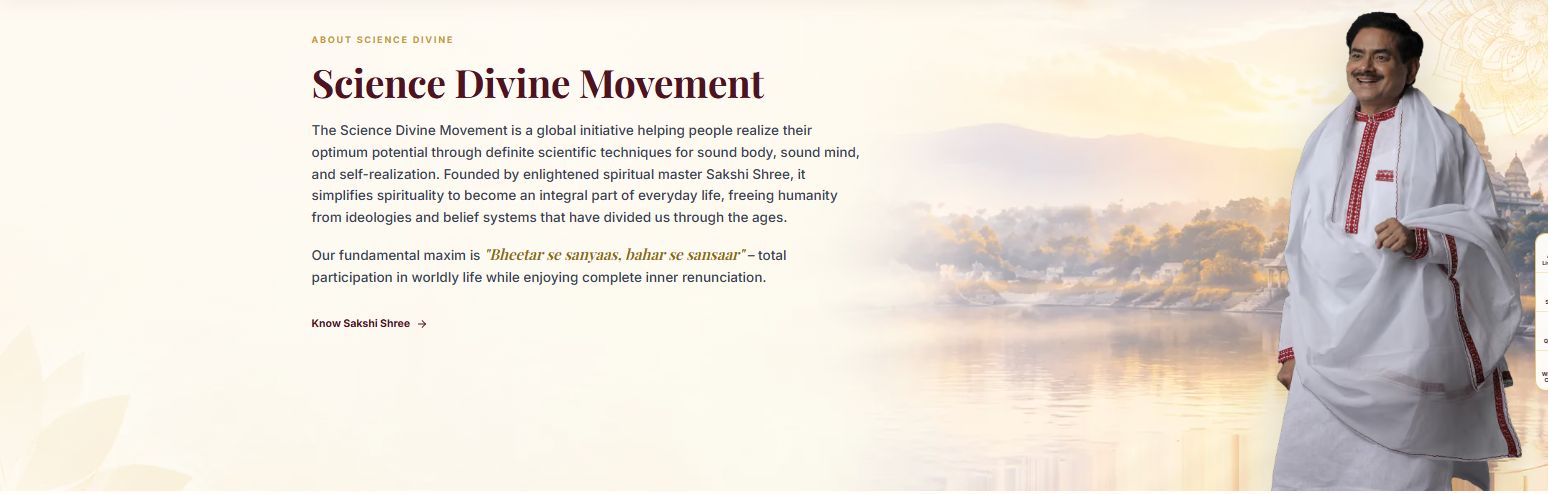 ABOUT SCIENCE DIVINE
Science Divine Movement
The Science Divine Movement is a global initiative helping people realize their
optimum potential through definite scientific techniques for sound body, sound mind,
and self-realization. Founded by enlightened spiritual master Sakshi Shree, it
simplifies spirituality to become an integral part of everyday life, freeing humanity
from ideologies and belief systems that have divided us through the ages.
Our fundamental maxim is "Bheetar se sanyaas, bahar se sansaar" – total
participation in worldly life while enjoying complete inner renunciation.
Know Sakshi Shree →